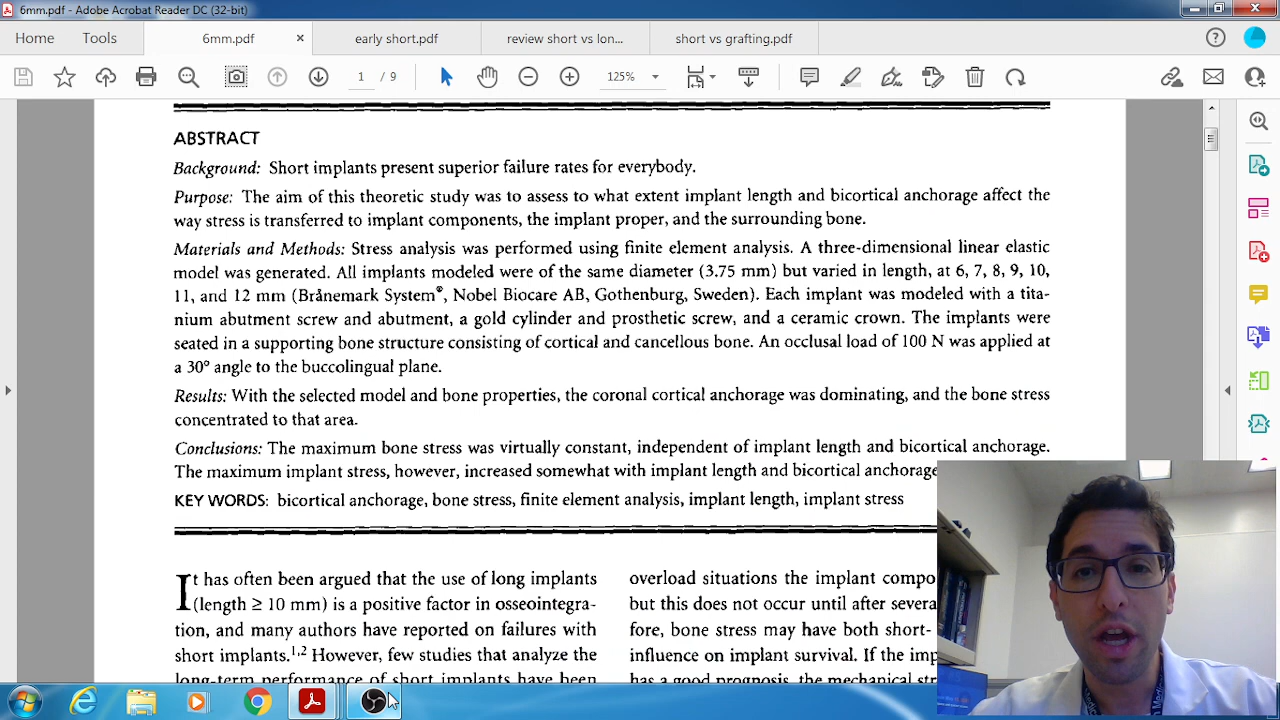 6mm.pdf - Adobe Acrobat Reader DC (32-bit)
Home Tools 6mm.pdf × early short.pdf review short vs lon... short vs grafting.pdf
1 / 9 125%
ABSTRACT
Background: Short implants present superior failure rates for everybody.
Purpose: The aim of this theoretic study was to assess to what extent implant length and bicortical anchorage affect the
way stress is transferred to implant components, the implant proper, and the surrounding bone.
Materials and Methods: Stress analysis was performed using finite element analysis. A three-dimensional linear elastic
model was generated. All implants modeled were of the same diameter (3.75 mm) but varied in length, at 6, 7, 8, 9, 10,
11, and 12 mm (Brånemark System®, Nobel Biocare AB, Gothenburg, Sweden). Each implant was modeled with a tita-
nium abutment screw and abutment, a gold cylinder and prosthetic screw, and a ceramic crown. The implants were
seated in a supporting bone structure consisting of cortical and cancellous bone. An occlusal load of 100 N was applied at
a 30° angle to the buccolingual plane.
Results: With the selected model and bone properties, the coronal cortical anchorage was dominating, and the bone stress
concentrated to that area.
Conclusions: The maximum bone stress was virtually constant, independent of implant length and bicortical anchorage.
The maximum implant stress, however, increased somewhat with implant length and bicortical anchorage
KEY WORDS: bicortical anchorage, bone stress, finite element analysis, implant length, implant stress
It has often been argued that the use of long implants
(length ≥ 10 mm) is a positive factor in osseointegra-
tion, and many authors have reported on failures with
short implants.1,2 However, few studies that analyze the
long-term performance of short implants have been
overload situations the implant compo
but this does not occur until after severa
fore, bone stress may have both short-
influence on implant survival. If the imp
has a good prognosis, the mechanical str